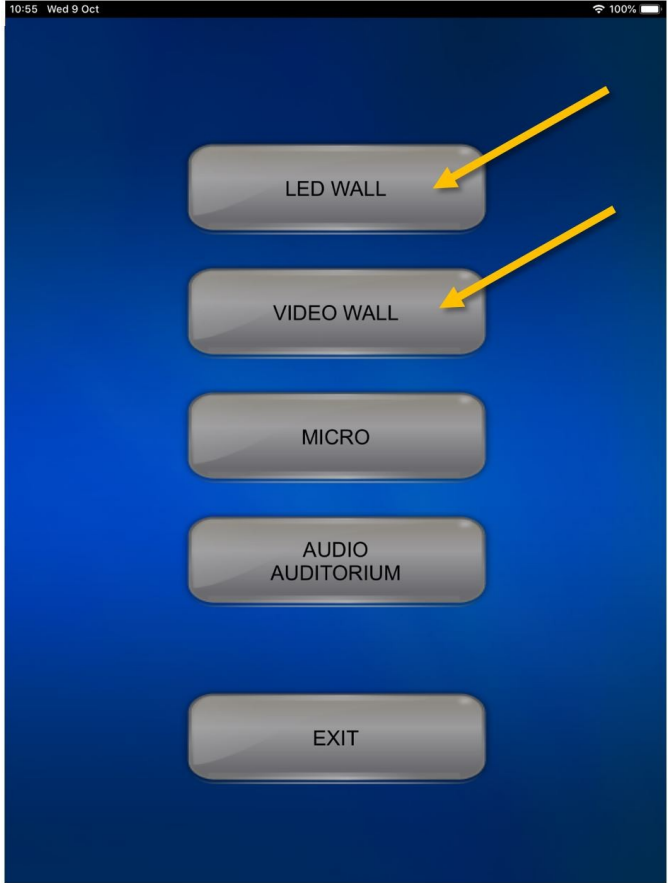 10:55 Wed 9 Oct 100%
LED WALL
VIDEO WALL
MICRO
AUDIO
AUDITORIUM
EXIT